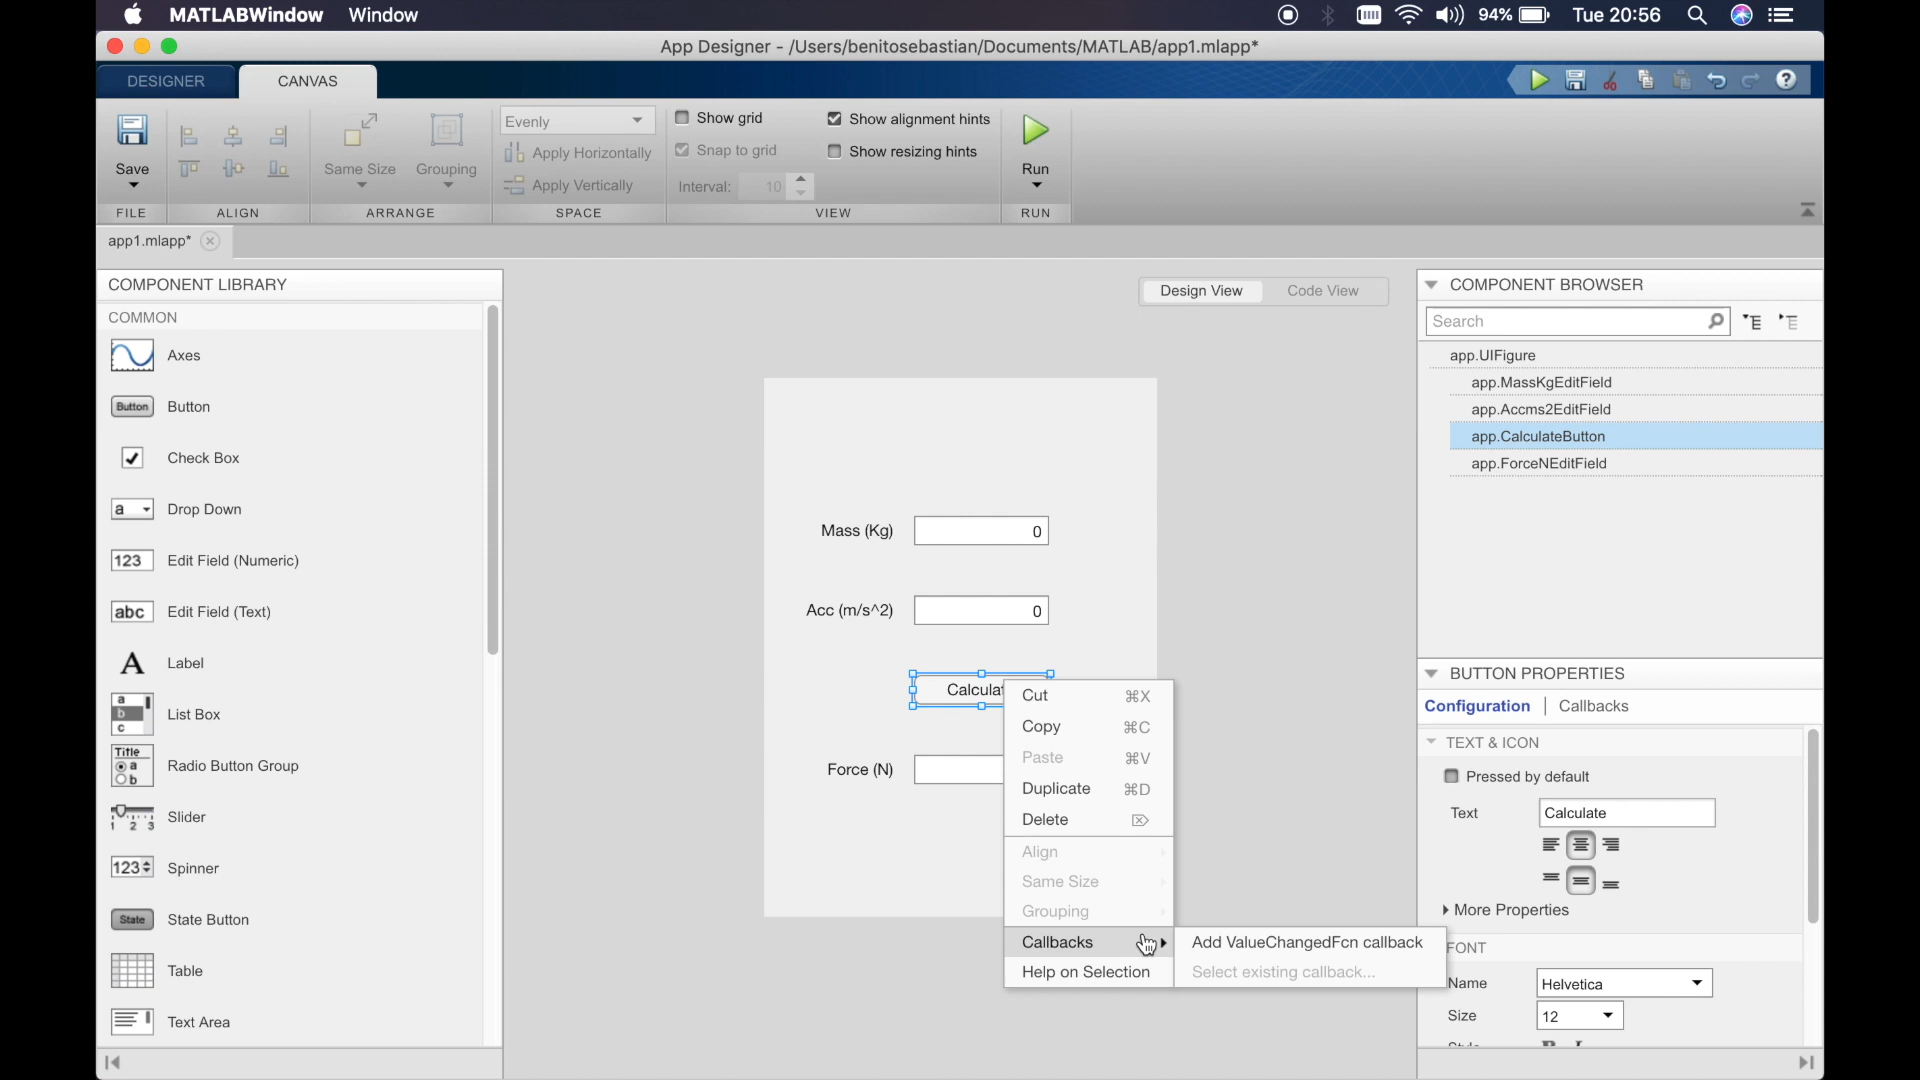 MATLABWindow Window 94% Tue 20:56
App Designer - /Users/benitosebastian/Documents/MATLAB/app1.mlapp*
DESIGNER CANVAS
Save
FILE
ALIGN
Same Size Grouping
ARRANGE
Evenly
Apply Horizontally
Apply Vertically
SPACE
Show grid Show alignment hints
Snap to grid Show resizing hints
Interval: 10
VIEW
Run
RUN
app1.mlapp*
COMPONENT LIBRARY
COMMON
Axes
Button Button
Check Box
a Drop Down
123 Edit Field (Numeric)
abc Edit Field (Text)
A Label
a
b
c
List Box
Title
a
b
Radio Button Group
1 2 3 Slider
123 Spinner
State State Button
Table
Text Area
Design View Code View
Mass (Kg) 0
Acc (m/s^2) 0
Calculat
Force (N)
Cut ⌘X
Copy ⌘C
Paste ⌘V
Duplicate ⌘D
Delete
Align
Same Size
Grouping
Callbacks
Help on Selection
Add ValueChangedFcn callback
Select existing callback...
COMPONENT BROWSER
Search
app.UIFigure
app.MassKgEditField
app.Accms2EditField
app.CalculateButton
app.ForceNEditField
BUTTON PROPERTIES
Configuration | Callbacks
TEXT & ICON
Pressed by default
Text Calculate
More Properties
FONT
Name Helvetica
Size 12